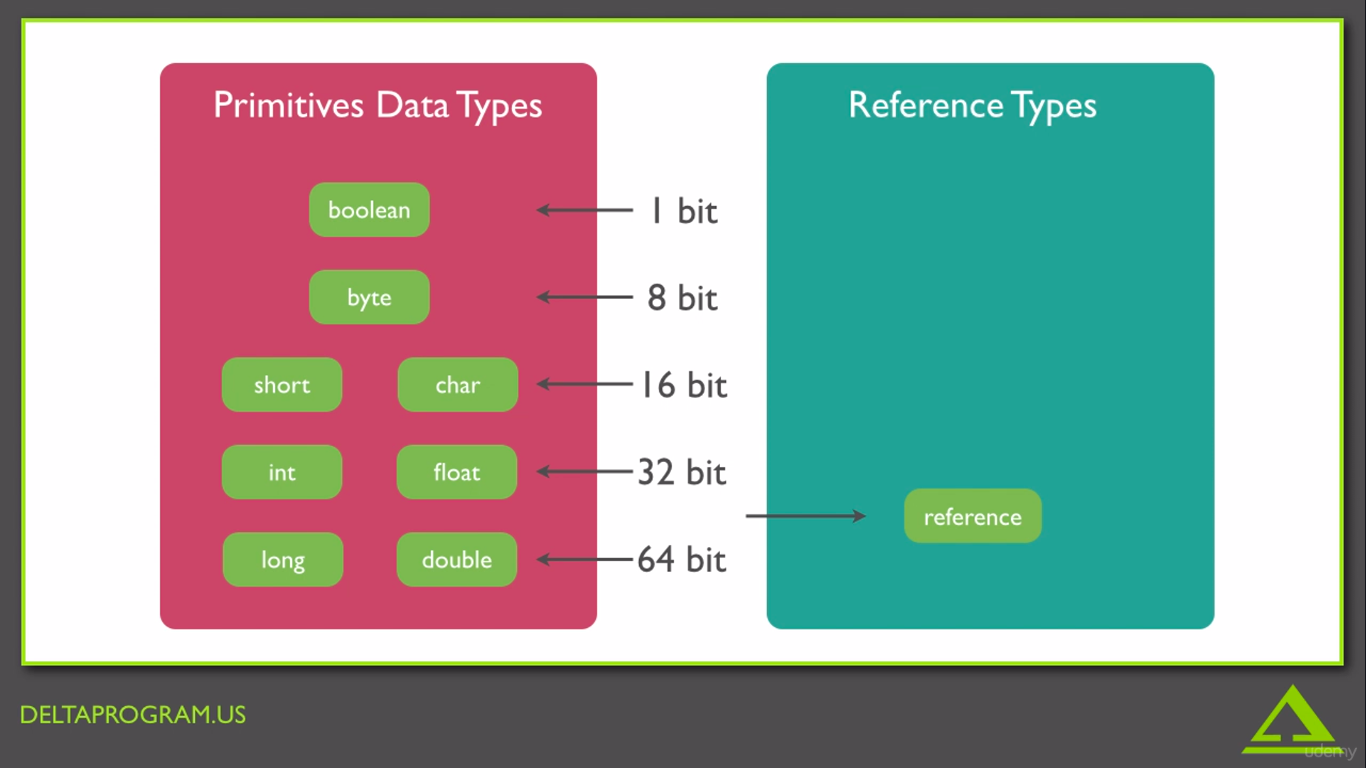 Primitives Data Types
Reference Types
boolean
1 bit
byte
8 bit
short
char
16 bit
int
float
32 bit
reference
long
double
64 bit
DELTAPROGRAM.US
udemy